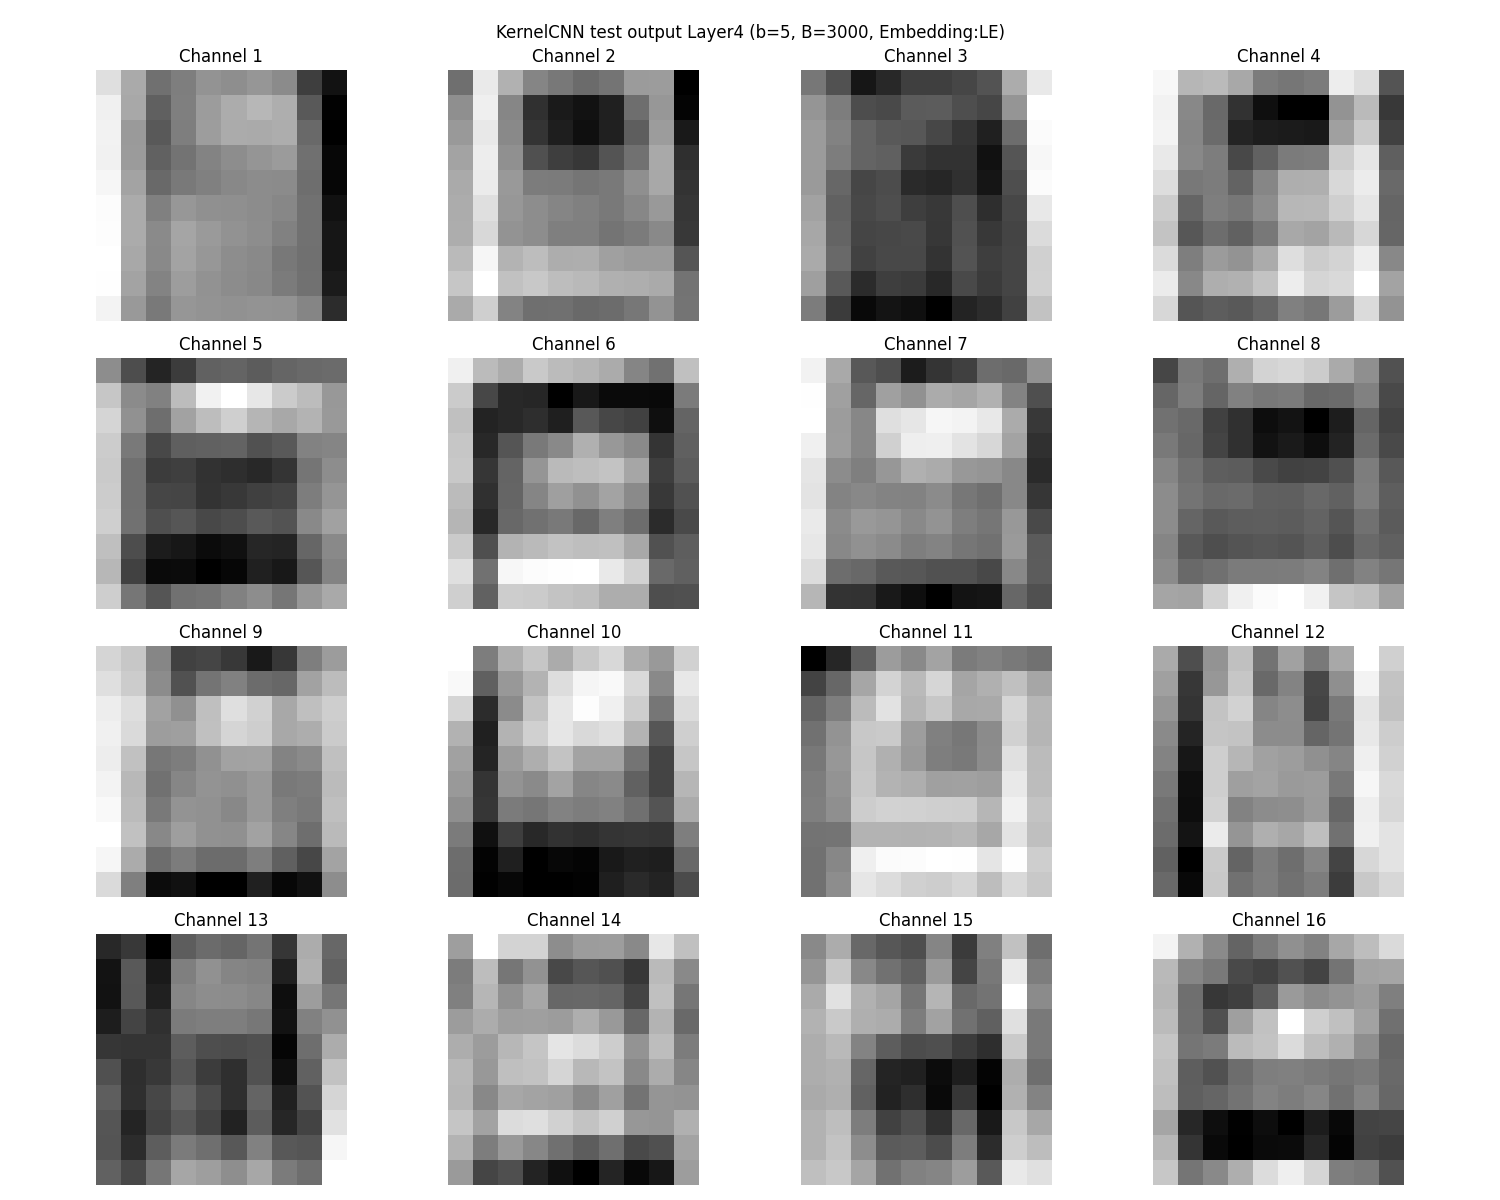 KernelCNN test output Layer4 (b=5, B=3000, Embedding:LE)
Channel 1 Channel 2 Channel 3 Channel 4
Channel 5 Channel 6 Channel 7 Channel 8
Channel 9 Channel 10 Channel 11 Channel 12
Channel 13 Channel 14 Channel 15 Channel 16